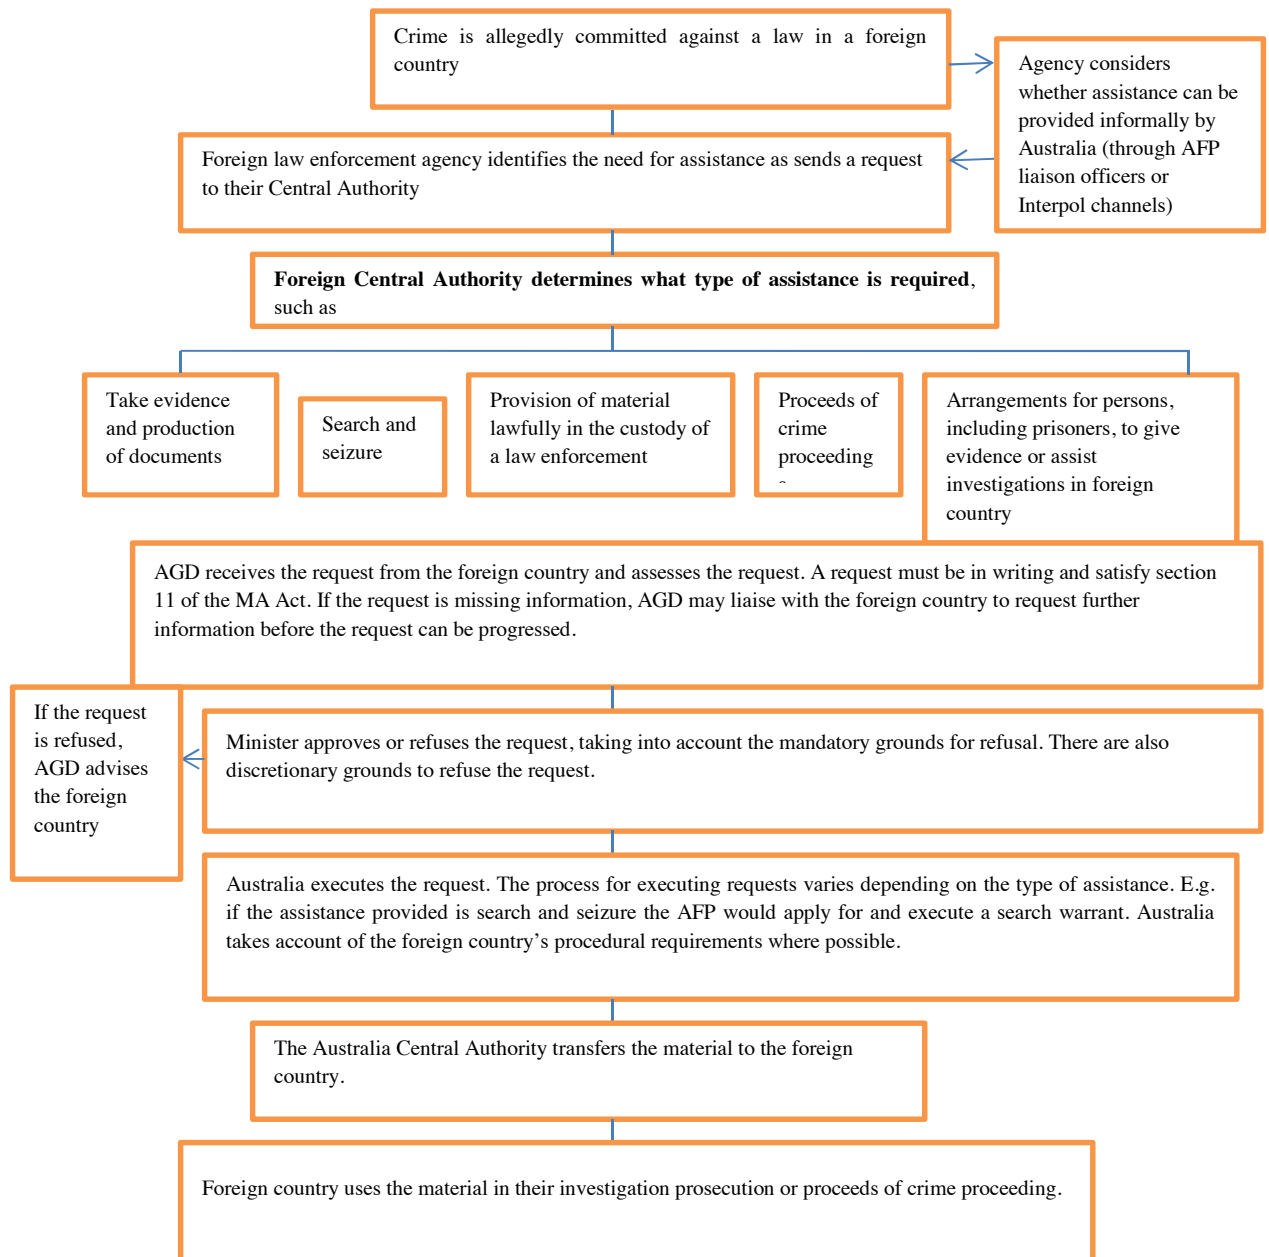 Crime is allegedly committed against a law in a foreign
country
Agency considers
whether assistance can be
provided informally by
Australia (through AFP
liaison officers or
Interpol channels)
Foreign law enforcement agency identifies the need for assistance as sends a request
to their Central Authority
Foreign Central Authority determines what type of assistance is required,
such as
Take evidence
and production
of documents
Search and
seizure
Provision of material
lawfully in the custody of
a law enforcement
Proceeds of
crime
proceeding
Arrangements for persons,
including prisoners, to give
evidence or assist
investigations in foreign
country
AGD receives the request from the foreign country and assesses the request. A request must be in writing and satisfy section
11 of the MA Act. If the request is missing information, AGD may liaise with the foreign country to request further
information before the request can be progressed.
If the request
is refused,
AGD advises
the foreign
country
Minister approves or refuses the request, taking into account the mandatory grounds for refusal. There are also
discretionary grounds to refuse the request.
Australia executes the request. The process for executing requests varies depending on the type of assistance. E.g.
if the assistance provided is search and seizure the AFP would apply for and execute a search warrant. Australia
takes account of the foreign country’s procedural requirements where possible.
The Australia Central Authority transfers the material to the foreign
country.
Foreign country uses the material in their investigation prosecution or proceeds of crime proceeding.